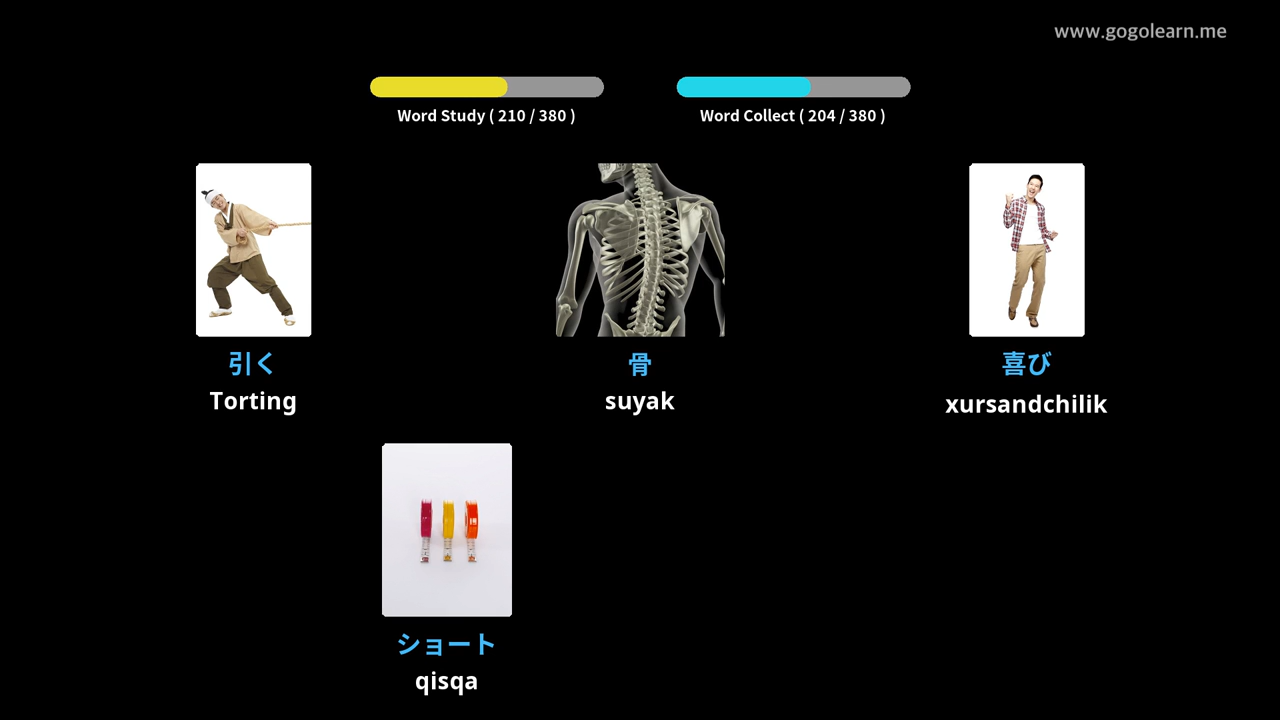 www.gogolearn.me
Word Study ( 210 / 380 )
Word Collect ( 204 / 380 )
引く
Torting
骨
suyak
喜び
xursandchilik
ショート
qisqa